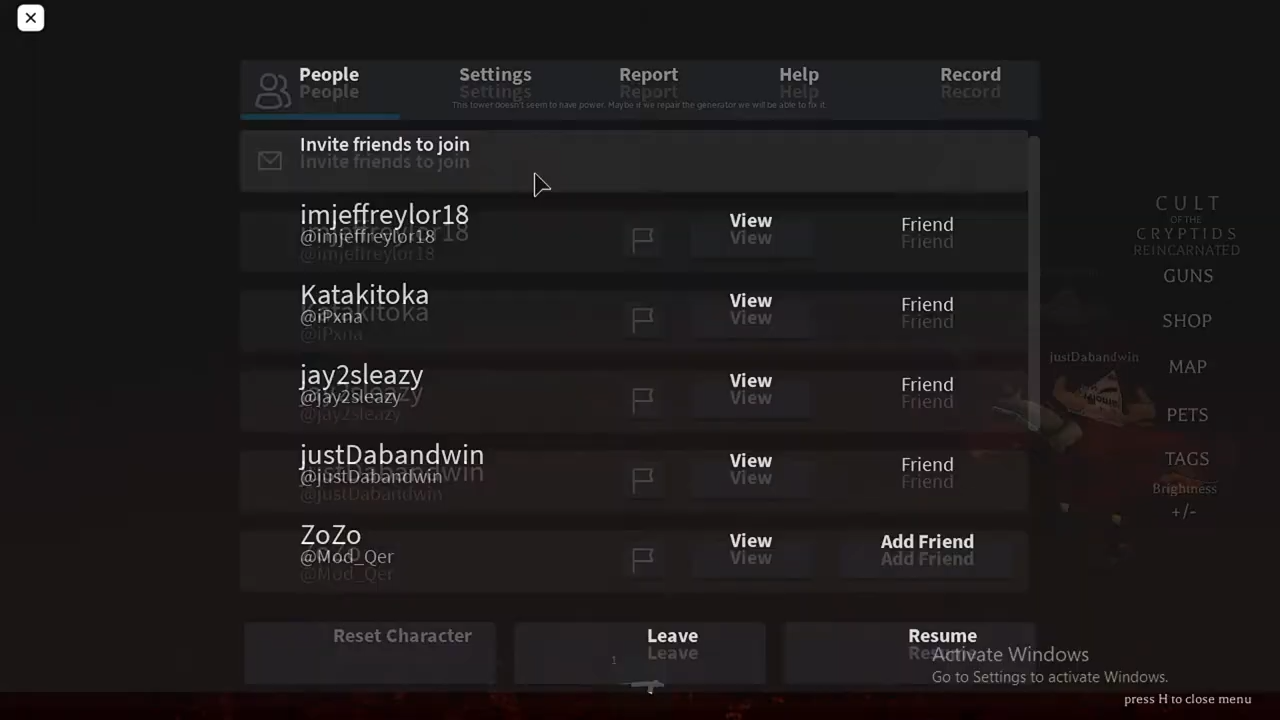 People
Settings
Report
Help
Record
This tower doesn't seem to have power. Maybe if we repair the generator we will be able to fix it.
Invite friends to join
imjeffreylor18
@imjeffreylor18
View
Friend
Katakitoka
@iPxna
View
Friend
jay2sleazy
@jay2sleazy
View
Friend
justDabandwin
@justDabandwin
View
Friend
ZoZo
@Mod_Qer
View
Add Friend
Reset Character
Leave
Resume
1
CULT
OF THE
CRYPTIDS
REINCARNATED
GUNS
SHOP
justDabandwin
MAP
PETS
TAGS
Brightness
+/-
Activate Windows
Go to Settings to activate Windows.
press H to close menu